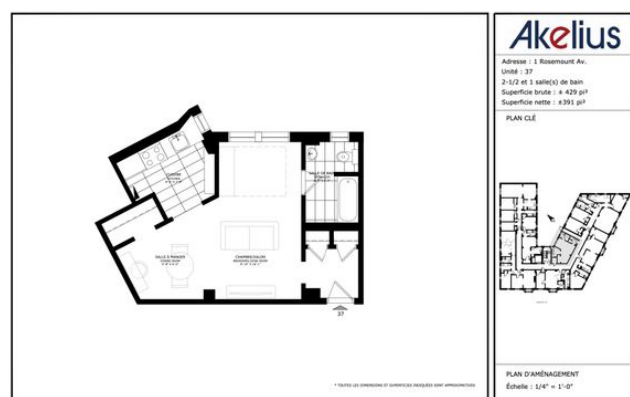 Akelius
Adresse : 1 Rosemount Av.
Unité : 37
2-1/2 et 1 salle(s) de bain
Superficie brute : ± 429 pi²
Superficie nette : ±391 pi²
PLAN CLÉ
CUISINE
SALLE DE BAIN
SALLE À MANGER
DINING ROOM
CHAMBRE/SALON
37
* TOUTES LES DIMENSIONS ET SUPERFICIES INDIQUÉES SONT APPROXIMATIVES
PLAN D'AMÉNAGEMENT
Échelle : 1/4" = 1'-0"